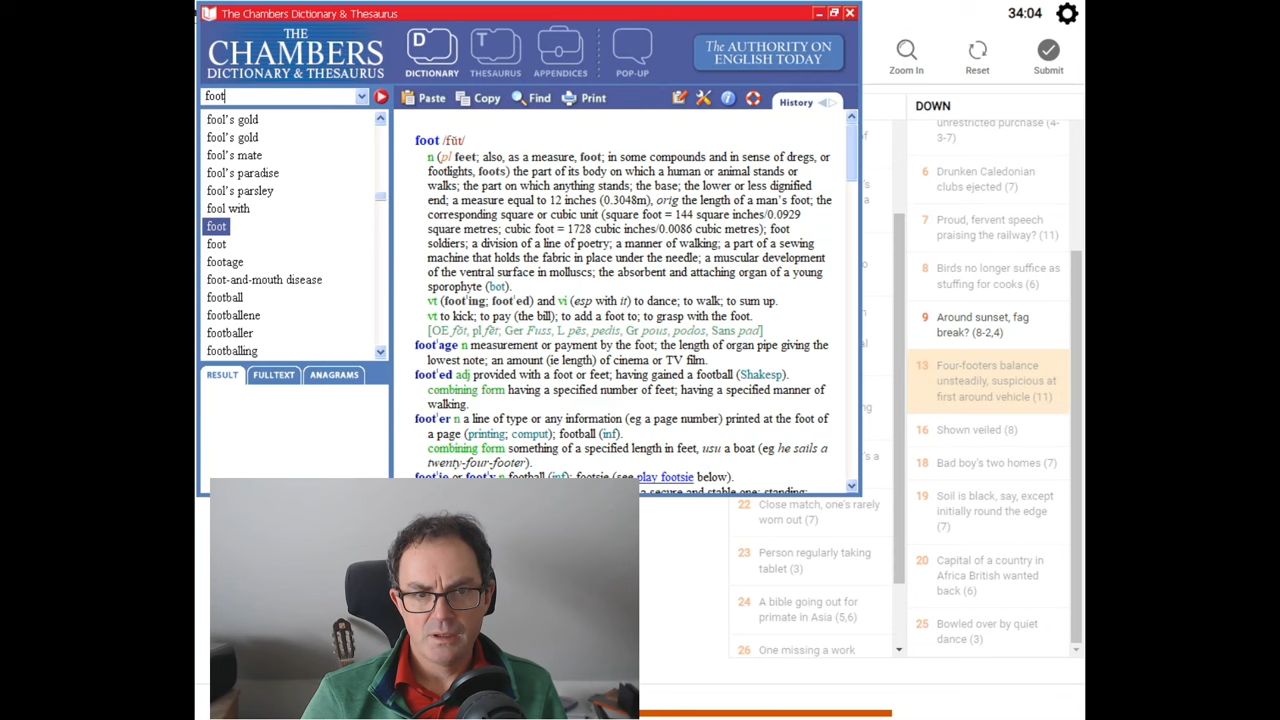 The Chambers Dictionary & Thesaurus
THE
CHAMBERS
DICTIONARY & THESAURUS
D
DICTIONARY
T
THESAURUS
APPENDICES
POP-UP
The AUTHORITY ON
ENGLISH TODAY
foot
Paste Copy Find Print
History
fool's gold
fool's gold
fool's mate
fool's paradise
fool's parsley
fool with
foot
foot
footage
foot-and-mouth disease
football
footballene
footballer
footballing
RESULT FULLTEXT ANAGRAMS
foot /fŭt/
n (pl feet; also, as a measure, foot; in some compounds and in sense of dregs, or
footlights, foots) the part of its body on which a human or animal stands or
walks; the part on which anything stands; the base; the lower or less dignified
end; a measure equal to 12 inches (0.3048m), orig the length of a man's foot; the
corresponding square or cubic unit (square foot = 144 square inches/0.0929
square metres; cubic foot = 1728 cubic inches/0.0086 cubic metres); foot
soldiers; a division of a line of poetry; a manner of walking; a part of a sewing
machine that holds the fabric in place under the needle; a muscular development
of the ventral surface in molluscs; the absorbent and attaching organ of a young
sporophyte (bot).
vt (foot'ing; foot'ed) and vi (esp with it) to dance; to walk; to sum up.
vt to kick; to pay (the bill); to add a foot to; to grasp with the foot.
[OE fōt, pl fēt; Ger Fuss, L pēs, pedis, Gr pous, podos, Sans pad]
foot'age n measurement or payment by the foot; the length of organ pipe giving the
lowest note; an amount (ie length) of cinema or TV film.
foot'ed adj provided with a foot or feet; having gained a football (Shakesp).
combining form having a specified number of feet; having a specified manner of
walking.
foot'er n a line of type or any information (eg a page number) printed at the foot of
a page (printing; comput); football (inf).
combining form something of a specified length in feet, usu a boat (eg he sails a
twenty-four-footer).
foot'ie or foot'y n football (inf); footsie (see play footsie below).
a secure and stable one; standing;
34:04
Zoom In
Reset
Submit
DOWN
unrestricted purchase (4-
3-7)
6 Drunken Caledonian
clubs ejected (7)
7 Proud, fervent speech
praising the railway? (11)
8 Birds no longer suffice as
stuffing for cooks (6)
9 Around sunset, fag
break? (8-2,4)
13 Four-footers balance
unsteadily, suspicious at
first around vehicle (11)
16 Shown veiled (8)
18 Bad boy's two homes (7)
19 Soil is black, say, except
initially round the edge
(7)
20 Capital of a country in
Africa British wanted
back (6)
25 Bowled over by quiet
dance (3)
22 Close match, one's rarely
worn out (7)
23 Person regularly taking
tablet (3)
24 A bible going out for
primate in Asia (5,6)
26 One missing a work